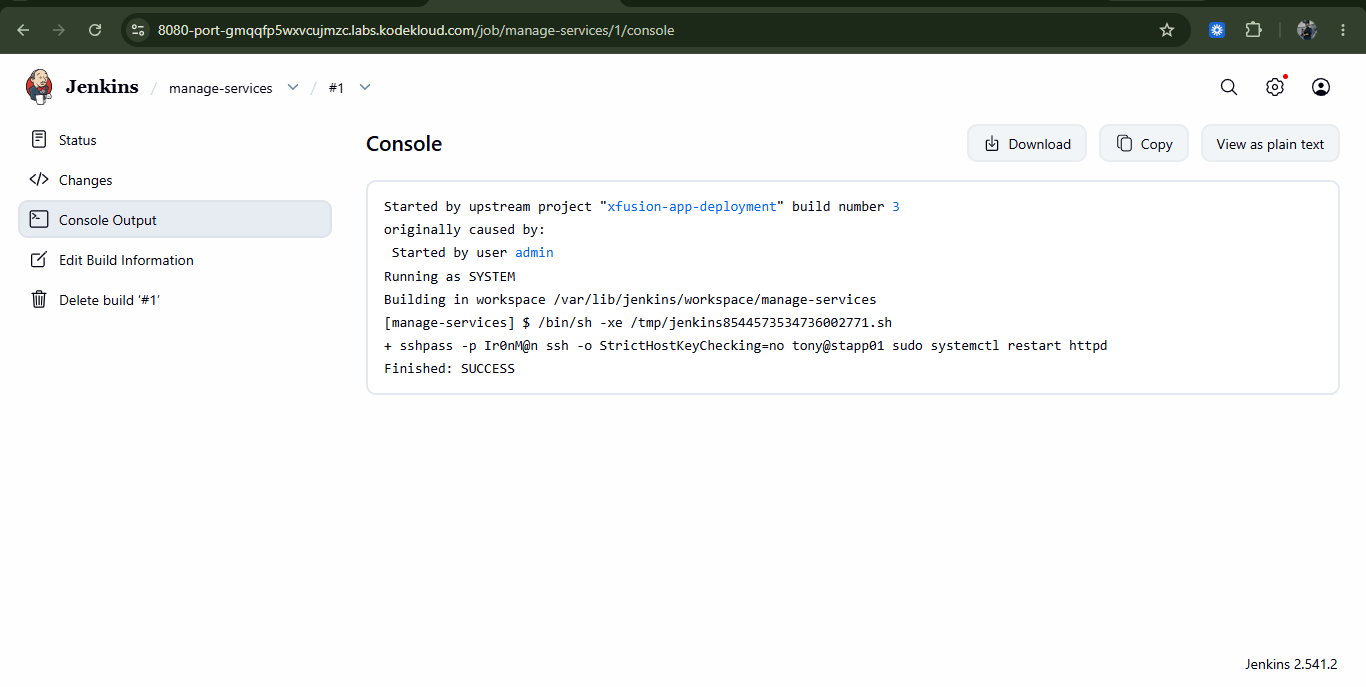 8080-port-gmqqfp5wxvcujmzc.labs.kodekloud.com/job/manage-services/1/console
Jenkins / manage-services / #1
Status
Changes
Console Output
Edit Build Information
Delete build ‘#1’
Console
Download
Copy
View as plain text
Started by upstream project "xfusion-app-deployment" build number 3
originally caused by:
Started by user admin
Running as SYSTEM
Building in workspace /var/lib/jenkins/workspace/manage-services
[manage-services] $ /bin/sh -xe /tmp/jenkins8544573534736002771.sh
+ sshpass -p Ir0nM@n ssh -o StrictHostKeyChecking=no tony@stapp01 sudo systemctl restart httpd
Finished: SUCCESS
Jenkins 2.541.2